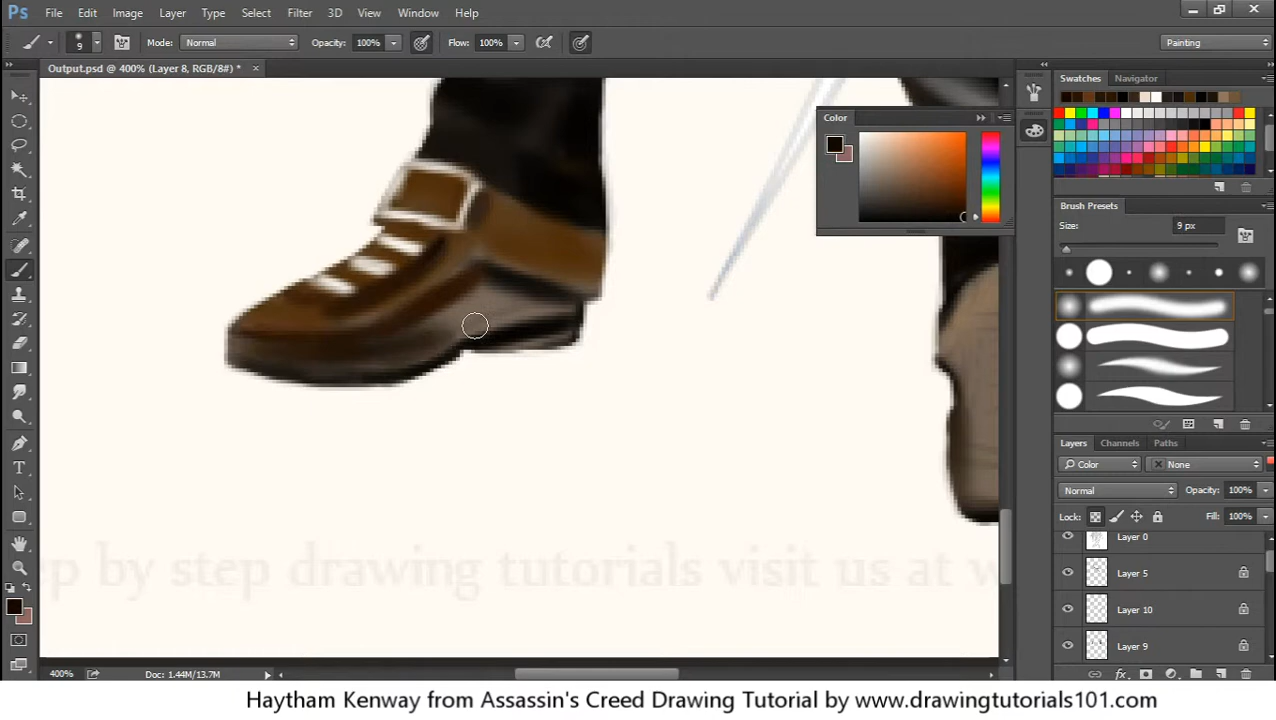 Ps File Edit Image Layer Type Select Filter 3D View Window Help
9 Mode: Normal Opacity: 100% Flow: 100% Painting
Output.psd @ 400% (Layer 8, RGB/8#) * ×
Swatches Navigator
Color
Brush Presets
Size: 9 px
Layers Channels Paths
Color None
Normal Opacity: 100%
Lock: Fill: 100%
Layer 0
Layer 5
Layer 10
Layer 9
ep by step drawing tutorials visit us at w
400% Doc: 1.44M/13.7M
Haytham Kenway from Assassin's Creed Drawing Tutorial by www.drawingtutorials101.com